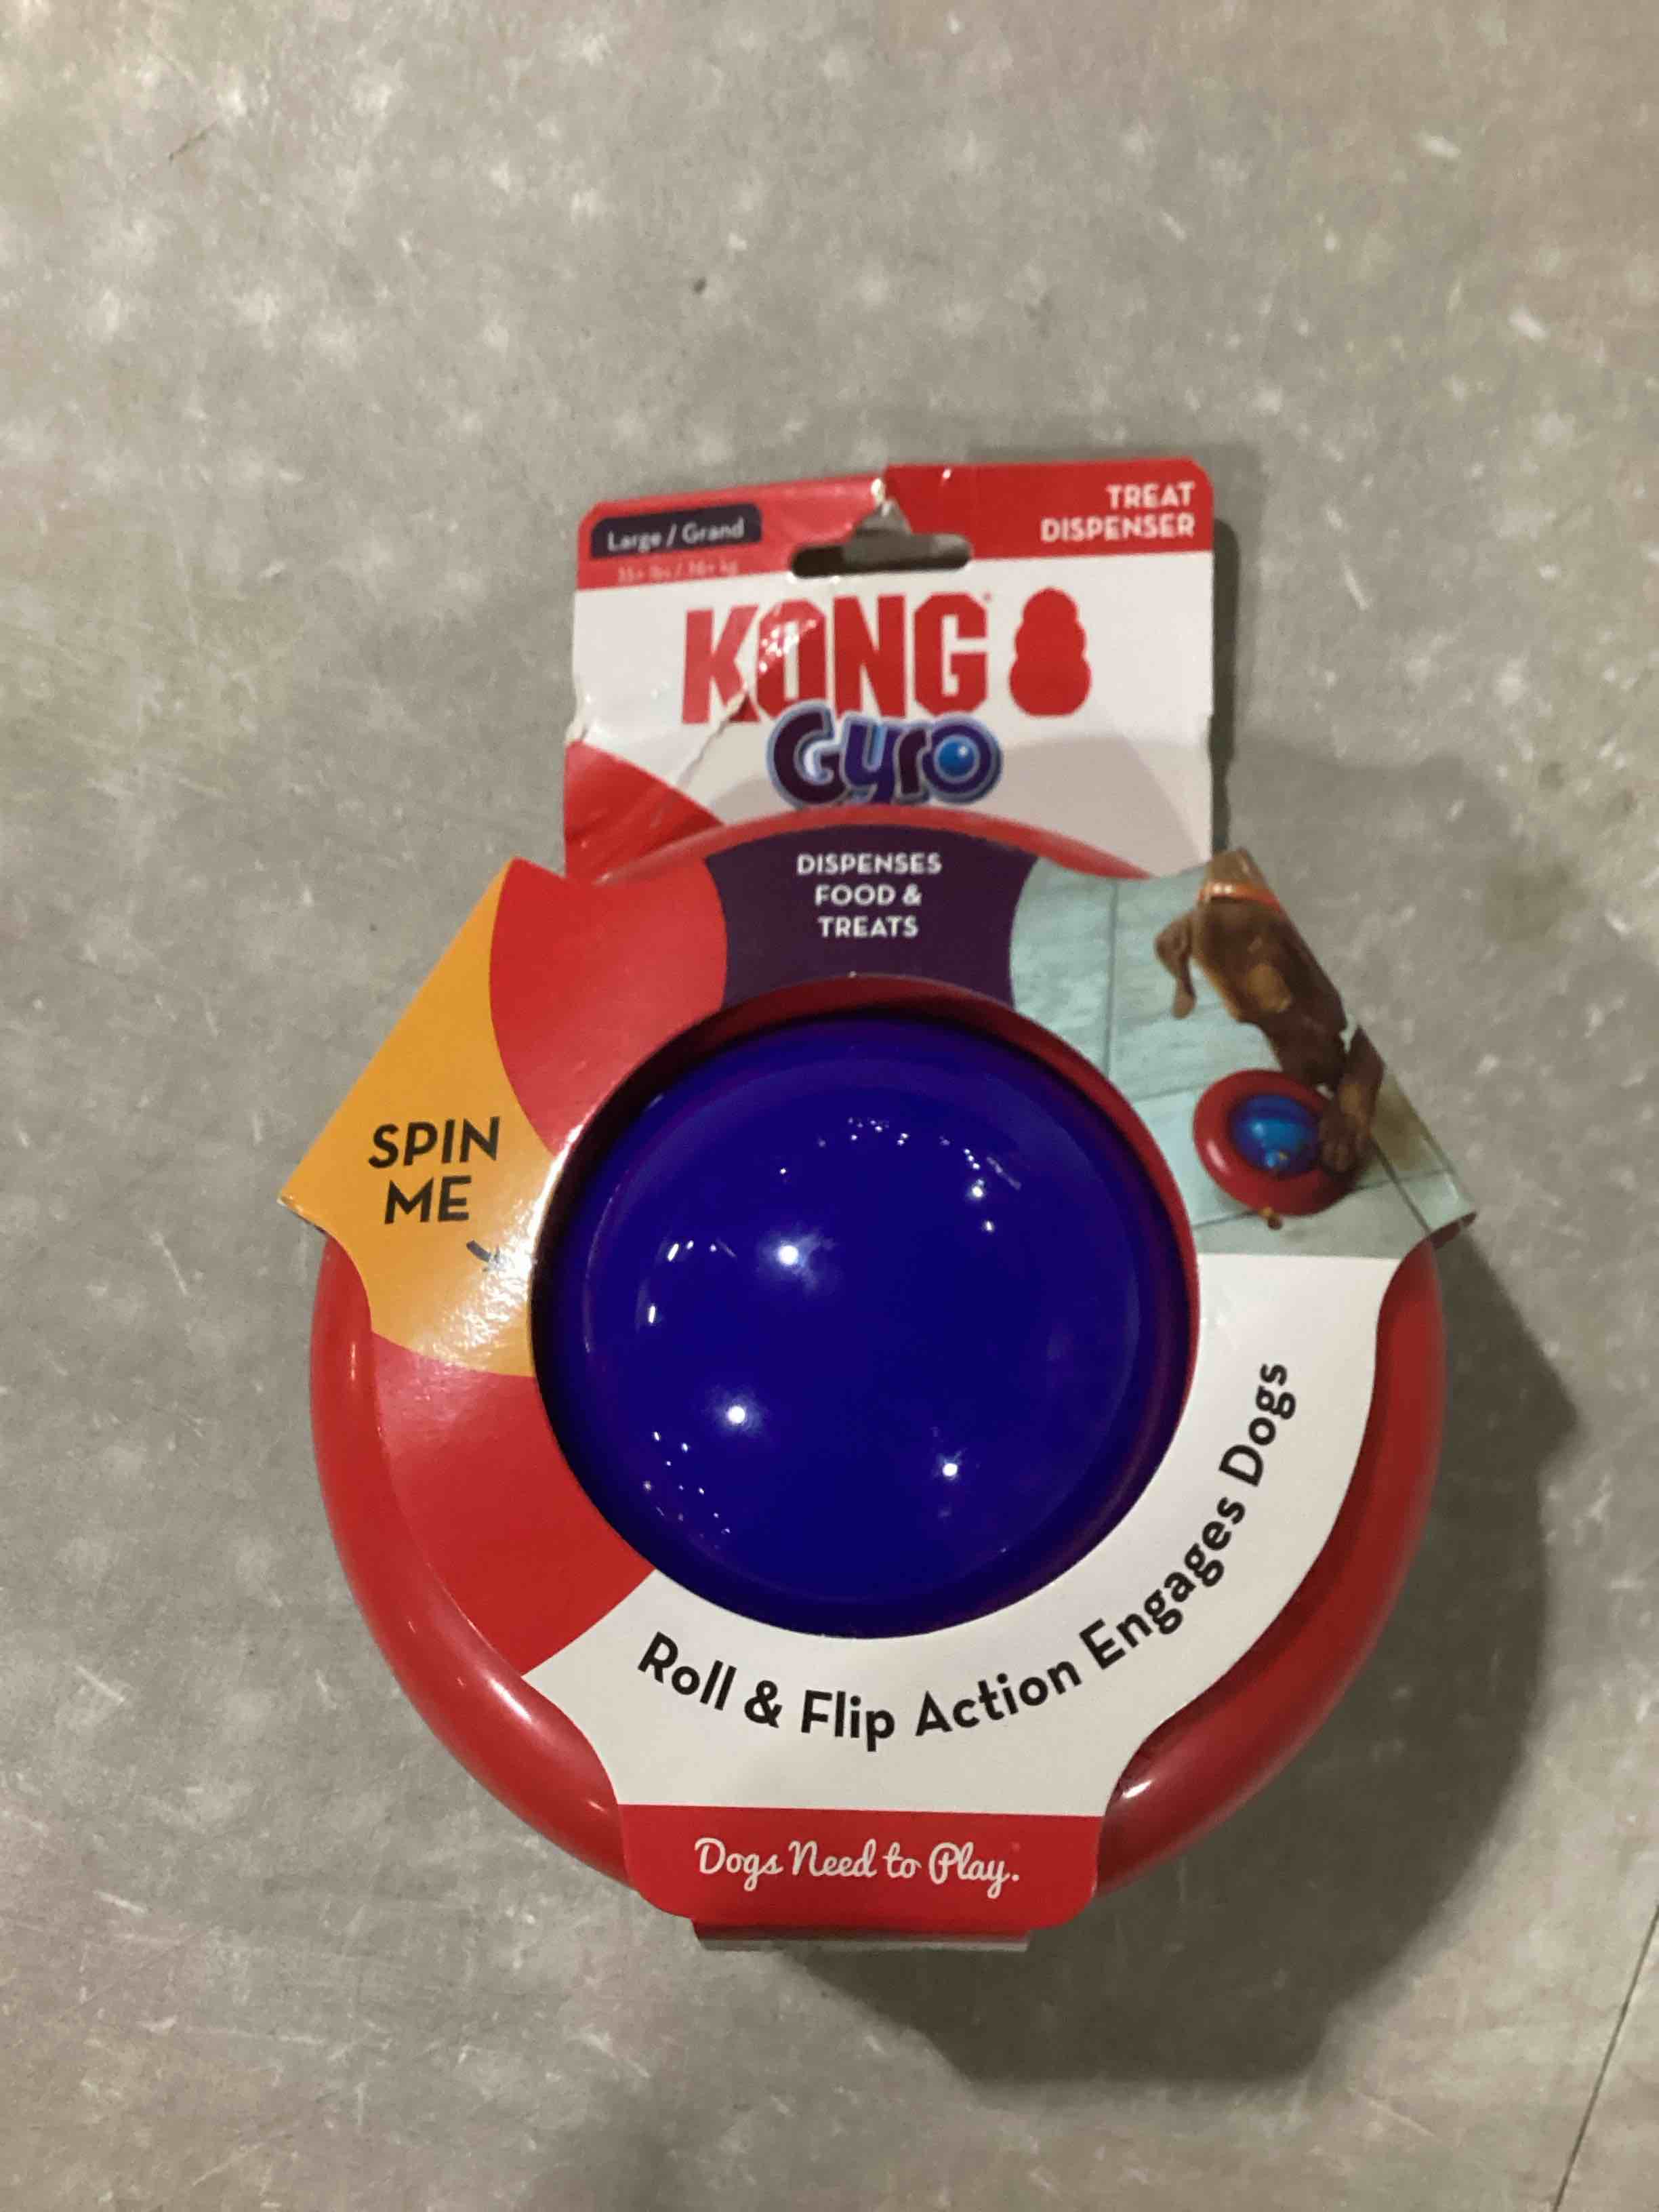 Large / Grand
TREAT
DISPENSER
KONG
Gyro
DISPENSES
FOOD &
TREATS
SPIN
ME
Roll & Flip Action Engages Dogs
Dogs Need to Play.